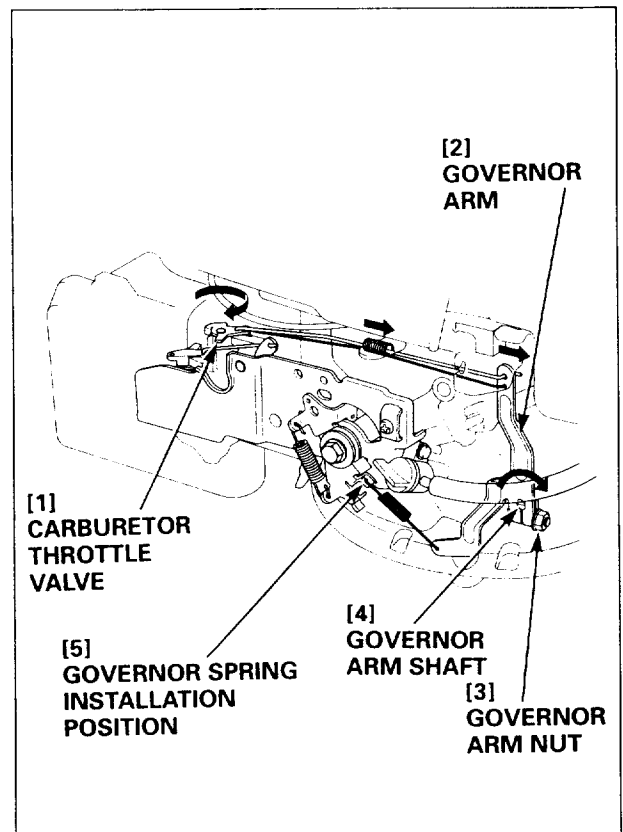 [2]
GOVERNOR
ARM
[1]
CARBURETOR
THROTTLE
VALVE
[5]
GOVERNOR SPRING
INSTALLATION
POSITION
[4]
GOVERNOR
ARM SHAFT
[3]
GOVERNOR
ARM NUT